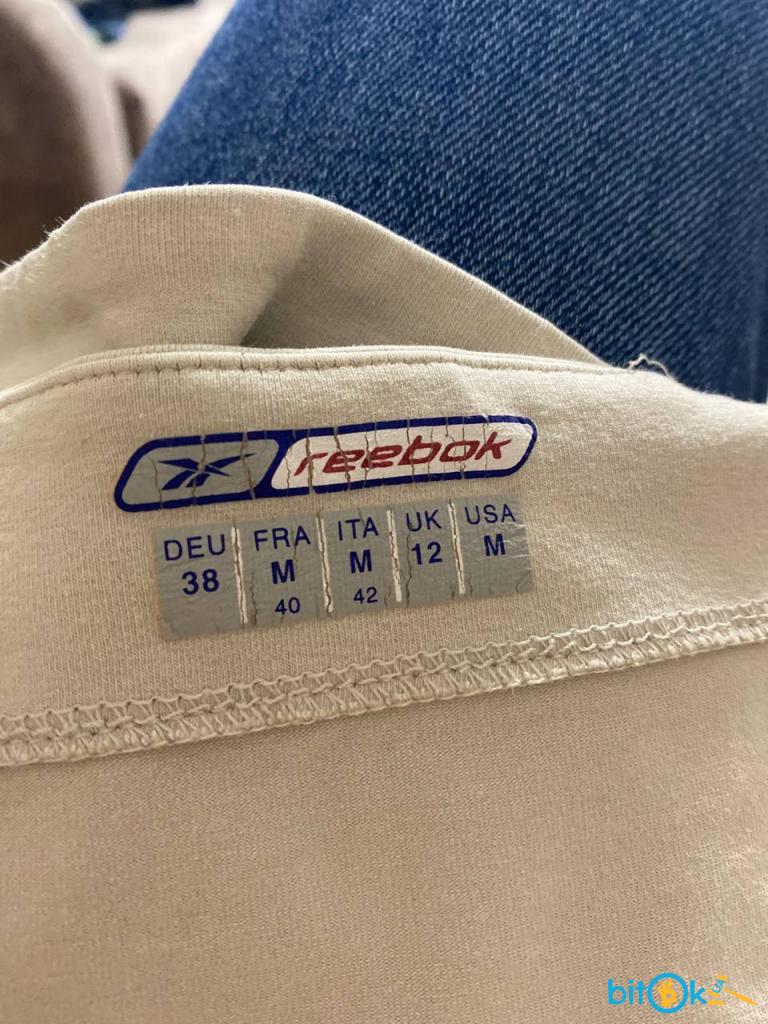 reebok
DEU FRA ITA UK USA
38 M M 12 M
40 42
bitOk